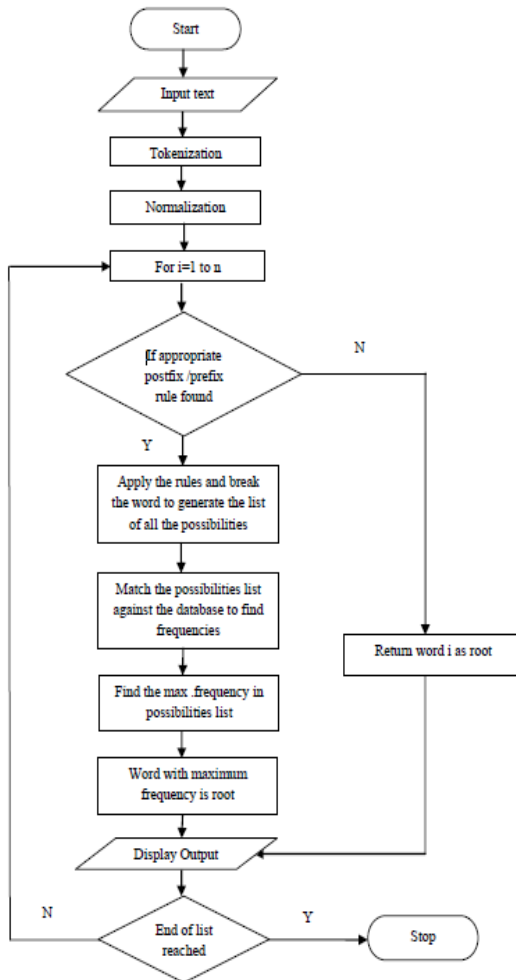 Start
Input text
Tokenization
Normalization
For i=1 to n
If appropriate
postfix /prefix
rule found
N
Y
Apply the rules and break
the word to generate the list
of all the possibilities
Match the possibilities list
against the database to find
frequencies
Return word i as root
Find the max .frequency in
possibilities list
Word with maximum
frequency is root
Display Output
N
End of list
reached
Y
Stop